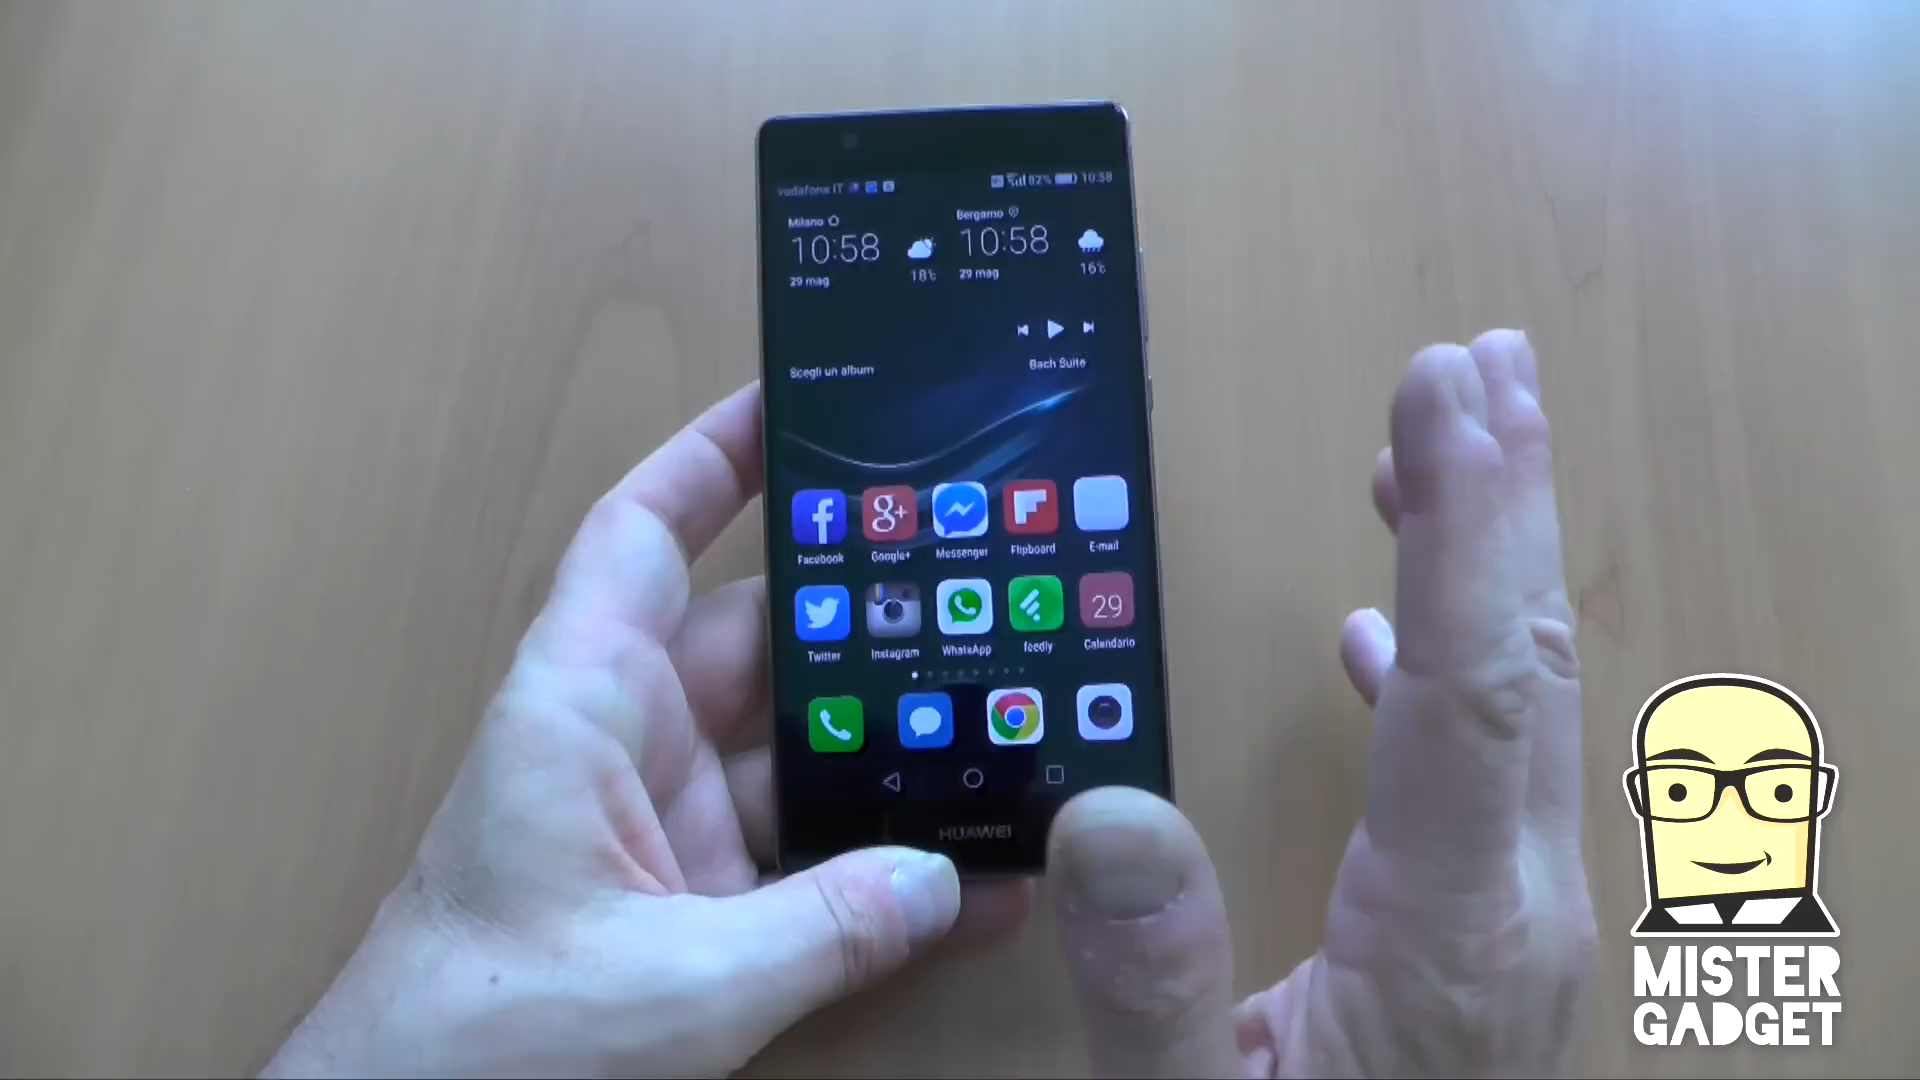 vodafone IT
82% 10:58
Milano
10:58
18°c
29 mag
Bergamo
10:58
16°c
29 mag
Scegli un album
Bach Suite
Facebook
Google+
Messenger
Flipboard
E-mail
Twitter
Instagram
WhatsApp
feedly
29
Calendario
HUAWEI
MISTER
GADGET